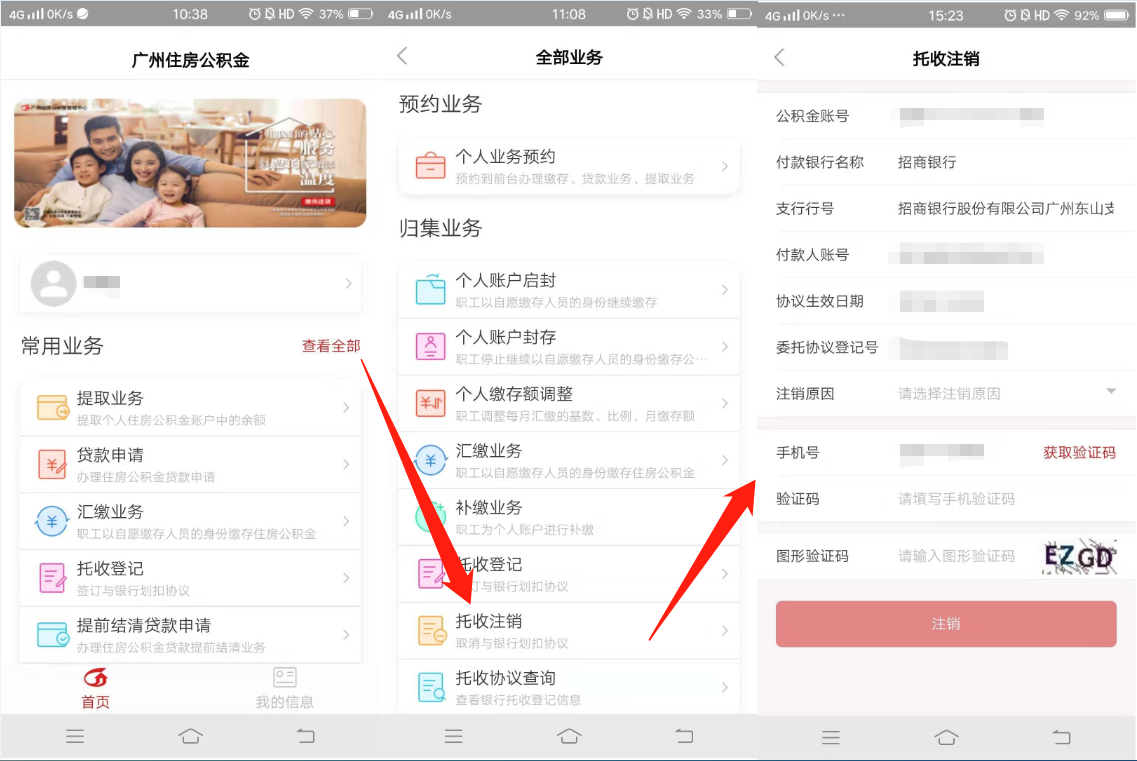 4G 0K/s 10:38 HD 37%
广州住房公积金
服务
温度
常用业务 查看全部
提取业务
提取个人住房公积金账户中的余额
贷款申请
办理住房公积金贷款申请
汇缴业务
职工以自愿缴存人员的身份缴存住房公积金
托收登记
签订与银行划扣协议
提前结清贷款申请
办理住房公积金贷款提前结清业务
首页 我的信息
4G 0K/s 11:08 HD 33%
全部业务
预约业务
个人业务预约
预约到前台办理缴存、贷款业务、提取业务
归集业务
个人账户启封
职工以自愿缴存人员的身份继续缴存
个人账户封存
职工停止继续以自愿缴存人员的身份缴存公…
个人缴存额调整
职工调整每月汇缴的基数、比例、月缴存额
汇缴业务
职工以自愿缴存人员的身份缴存住房公积金
补缴业务
职工为个人账户进行补缴
托收登记
订与银行划扣协议
托收注销
取消与银行划扣协议
托收协议查询
查看银行托收登记信息
4G 0K/s ··· 15:23 HD 92%
托收注销
公积金账号
付款银行名称 招商银行
支行行号 招商银行股份有限公司广州东山支
付款人账号
协议生效日期
委托协议登记号
注销原因 请选择注销原因
手机号 获取验证码
验证码 请填写手机验证码
图形验证码 请输入图形验证码 EZGD
注销